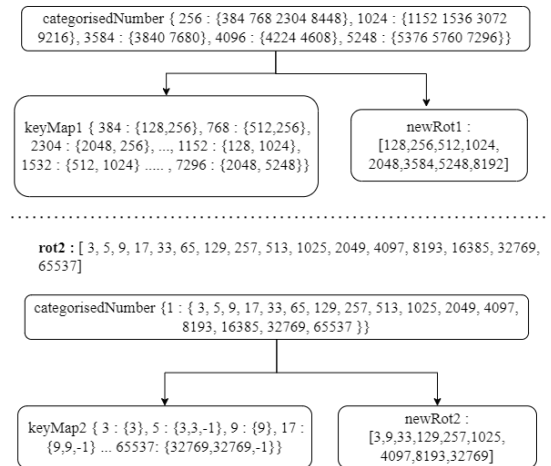 categorisedNumber { 256 : {384 768 2304 8448}, 1024 : {1152 1536 3072
9216}, 3584 : {3840 7680}, 4096 : {4224 4608}, 5248 : {5376 5760 7296}}
keyMap1 { 384 : {128,256}, 768 : {512,256},
2304 : {2048, 256}, ..., 1152 : {128, 1024},
1532 : {512, 1024} ..... , 7296 : {2048, 5248}}
newRot1 :
[128,256,512,1024,
2048,3584,5248,8192]
rot2 : [ 3, 5, 9, 17, 33, 65, 129, 257, 513, 1025, 2049, 4097, 8193, 16385, 32769,
65537]
categorisedNumber {1 : { 3, 5, 9, 17, 33, 65, 129, 257, 513, 1025, 2049, 4097,
8193, 16385, 32769, 65537 }}
keyMap2 { 3 : {3}, 5 : {3,3,-1}, 9 : {9}, 17 :
{9,9,-1} ... 65537: {32769,32769,-1}}
newRot2 :
[3,9,33,129,257,1025,
4097,8193,32769]